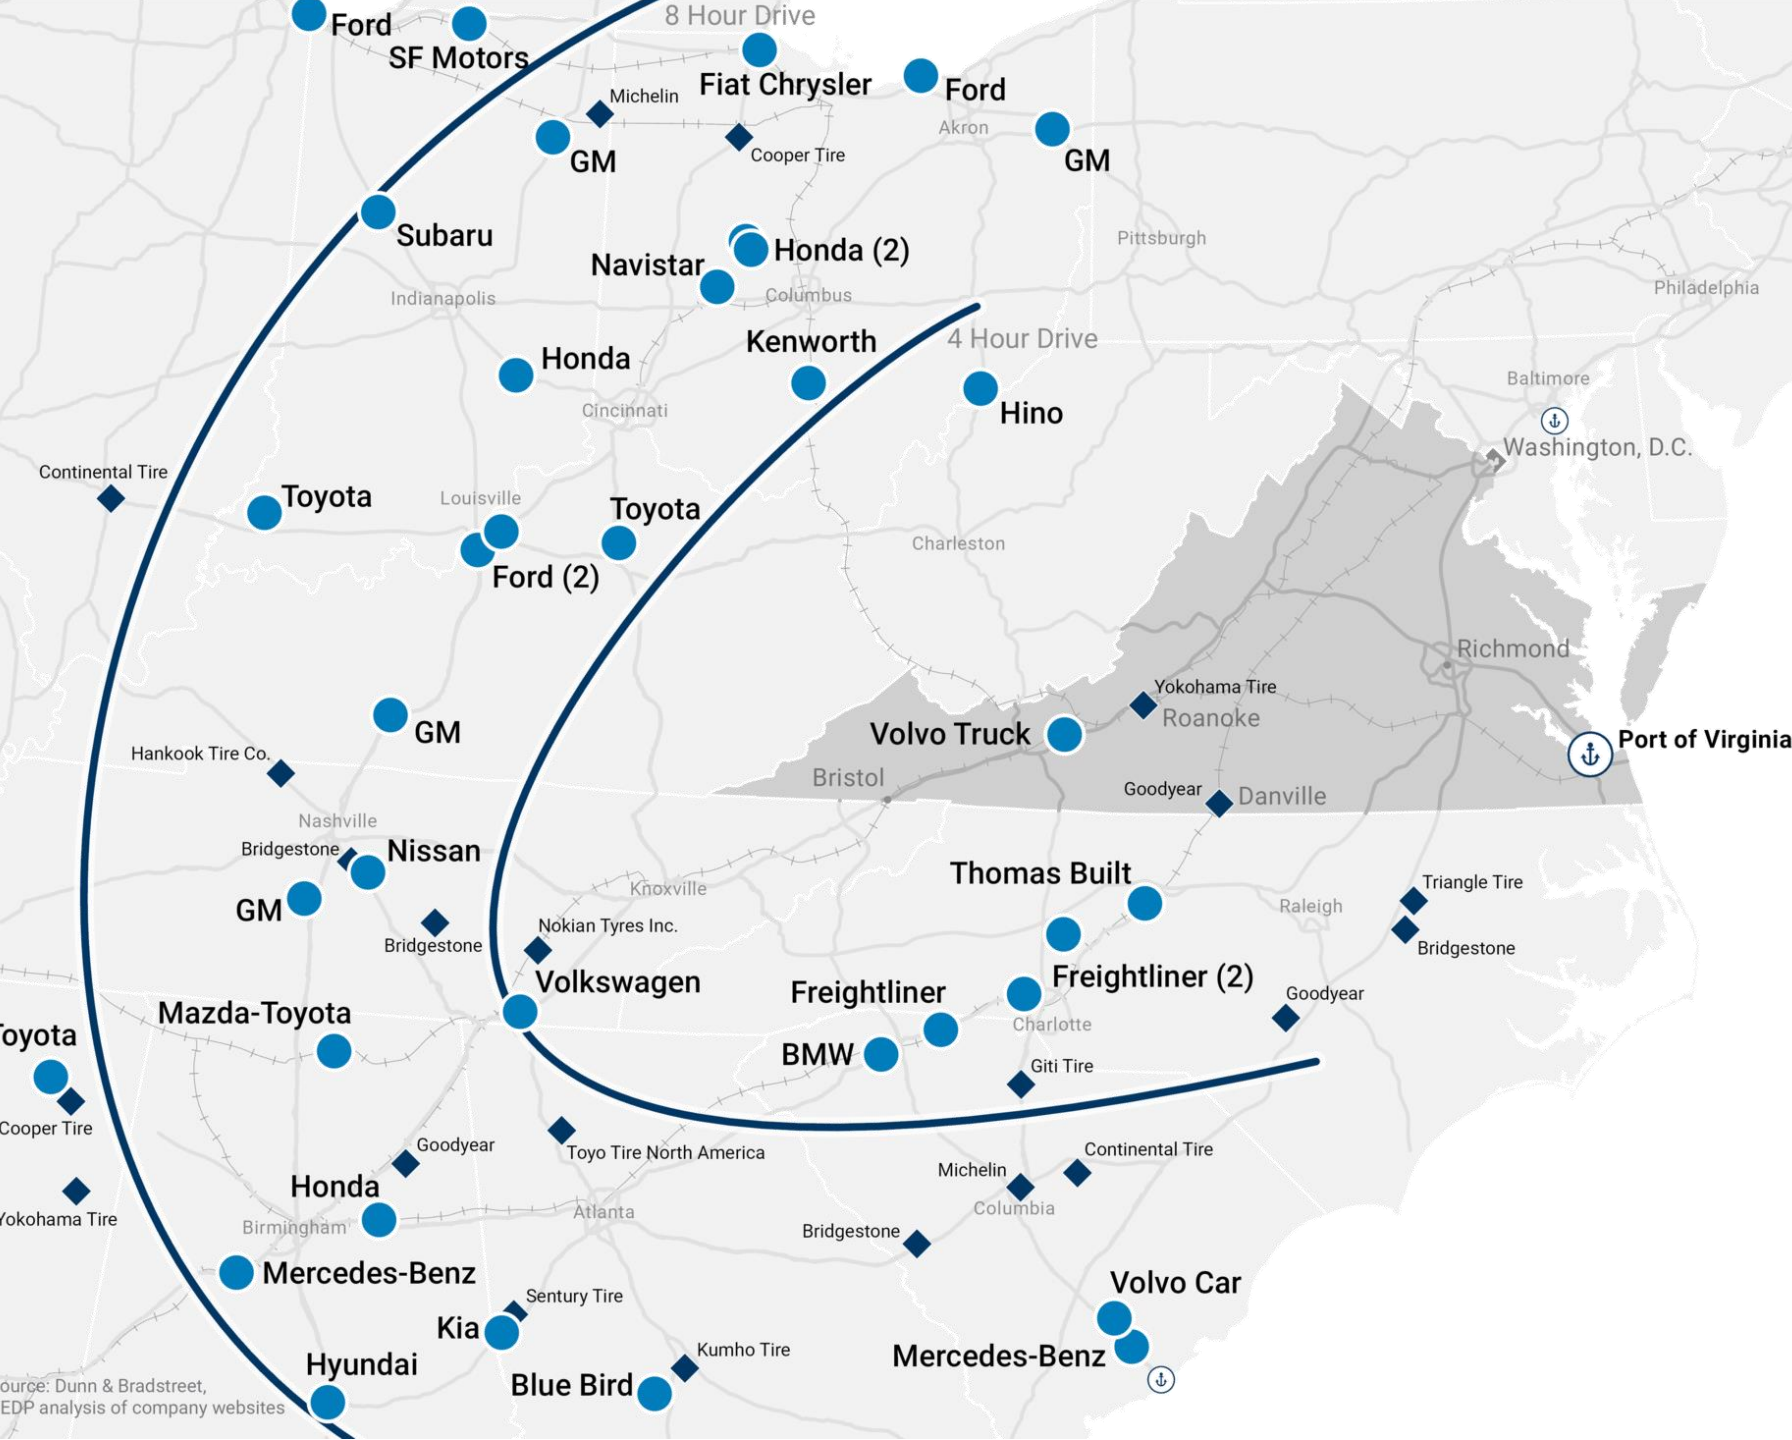 8 Hour Drive
Ford
SF Motors
Fiat Chrysler
Ford
Michelin
Akron
GM
Cooper Tire
GM
Subaru
Navistar
Honda (2)
Pittsburgh
Indianapolis
Columbus
Philadelphia
Kenworth
4 Hour Drive
Honda
Baltimore
Cincinnati
Hino
Washington, D.C.
Continental Tire
Toyota
Louisville
Toyota
Charleston
Ford (2)
Richmond
Yokohama Tire
Roanoke
GM
Volvo Truck
Port of Virginia
Hankook Tire Co.
Bristol
Goodyear
Danville
Nashville
Bridgestone
Nissan
Thomas Built
Knoxville
Triangle Tire
GM
Raleigh
Nokian Tyres Inc.
Bridgestone
Bridgestone
Volkswagen
Freightliner (2)
Freightliner
Goodyear
Mazda-Toyota
Charlotte
oyota
BMW
Giti Tire
Cooper Tire
Goodyear
Toyo Tire North America
Continental Tire
Michelin
Honda
Columbia
Yokohama Tire
Birmingham
Atlanta
Bridgestone
Mercedes-Benz
Volvo Car
Sentury Tire
Kia
Kumho Tire
Mercedes-Benz
Hyundai
Blue Bird
ource: Dunn & Bradstreet,
EDP analysis of company websites